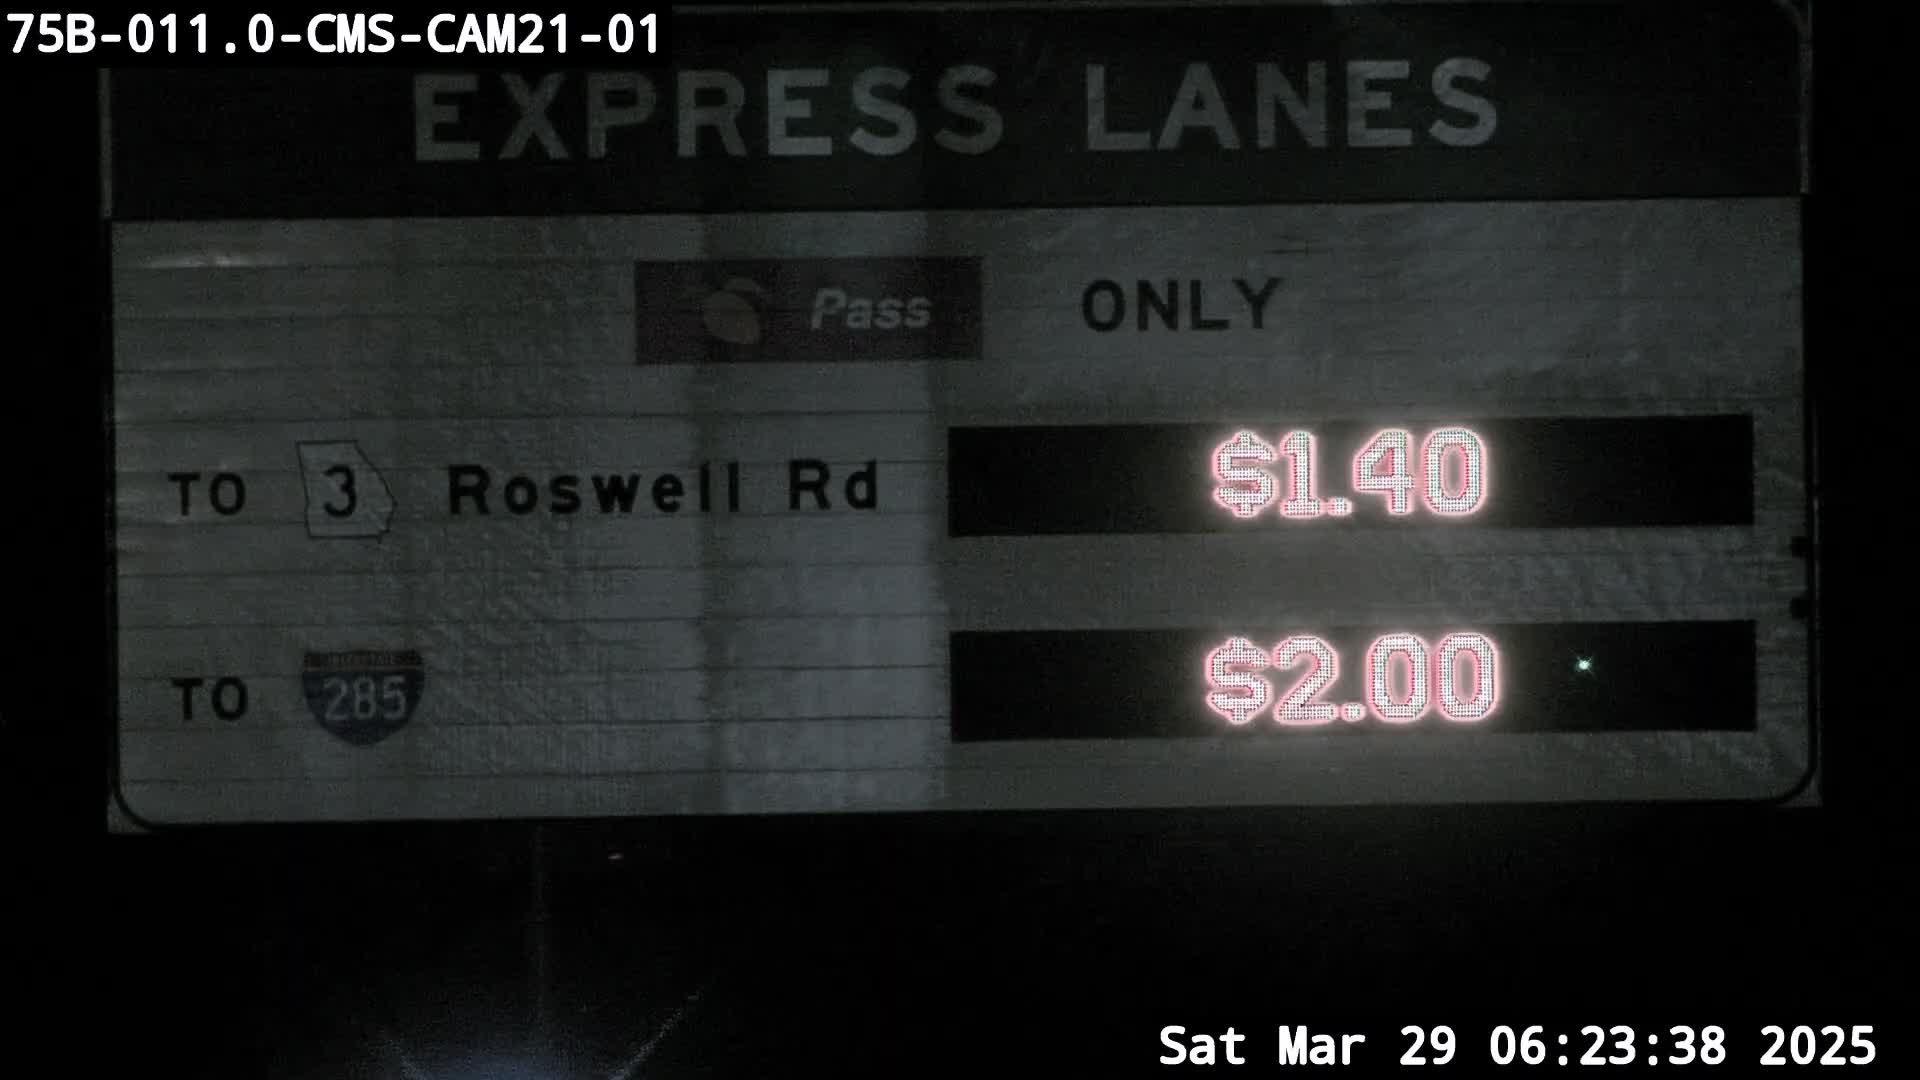 75B-011.0-CMS-CAM21-01
EXPRESS LANES
Pass ONLY
TO 3 Roswell Rd $1.40
INTERSTATE
TO 285 $2.00
Sat Mar 29 06:23:38 2025